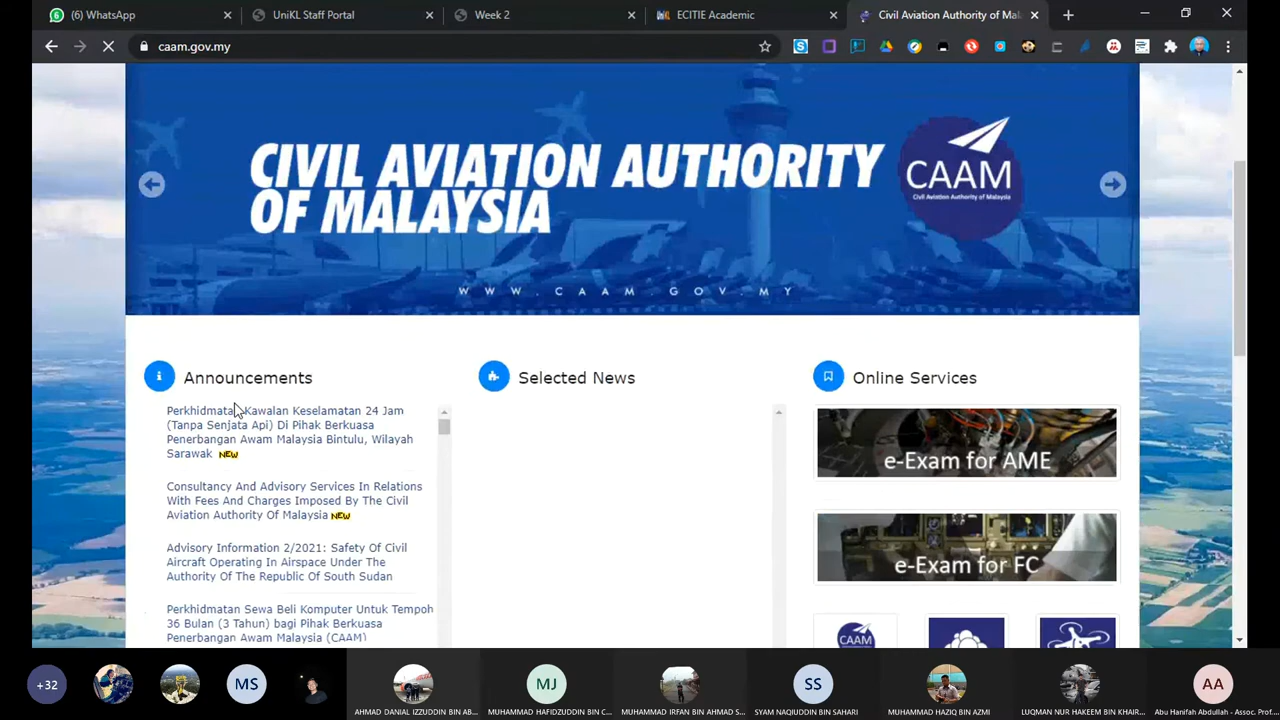 (6) WhatsApp
UniKL Staff Portal
Week 2
ECITIE Academic
Civil Aviation Authority of Mal
caam.gov.my
CIVIL AVIATION AUTHORITY
OF MALAYSIA
CAAM
Civil Aviation Authority of Malaysia
WWW.CAAM.GOV.MY
Announcements
Perkhidmatan Kawalan Keselamatan 24 Jam
(Tanpa Senjata Api) Di Pihak Berkuasa
Penerbangan Awam Malaysia Bintulu, Wilayah
Sarawak NEW
Consultancy And Advisory Services In Relations
With Fees And Charges Imposed By The Civil
Aviation Authority Of Malaysia NEW
Advisory Information 2/2021: Safety Of Civil
Aircraft Operating In Airspace Under The
Authority Of The Republic Of South Sudan
Perkhidmatan Sewa Beli Komputer Untuk Tempoh
36 Bulan (3 Tahun) bagi Pihak Berkuasa
Penerbangan Awam Malaysia (CAAM)
Selected News
Online Services
e-Exam for AME
e-Exam for FC
CAAM
+32
MS
AHMAD DANIAL IZZUDDIN BIN AB...
MJ
MUHAMMAD HAFIDZUDDIN BIN C...
MUHAMMAD IRFAN BIN AHMAD S...
SS
SYAM NAQIUDDIN BIN SAHARI
MUHAMMAD HAZIQ BIN AZMI
LUQMAN NUR HAKEEM BIN KHAIR...
AA
Abu Hanifah Abdullah - Assoc. Prof...